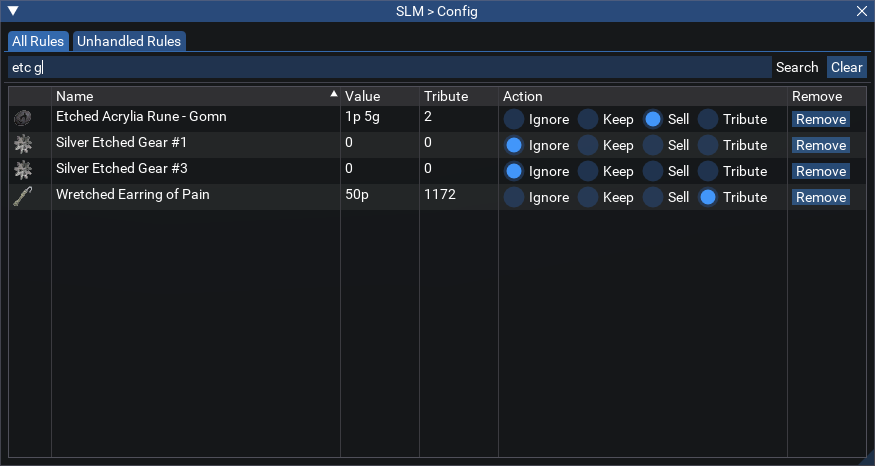 SLM > Config
All Rules Unhandled Rules
etc g Search Clear
Name Value Tribute Action Remove
Etched Acrylia Rune - Gomn 1p 5g 2 Ignore Keep Sell Tribute Remove
Silver Etched Gear #1 0 0 Ignore Keep Sell Tribute Remove
Silver Etched Gear #3 0 0 Ignore Keep Sell Tribute Remove
Wretched Earring of Pain 50p 1172 Ignore Keep Sell Tribute Remove